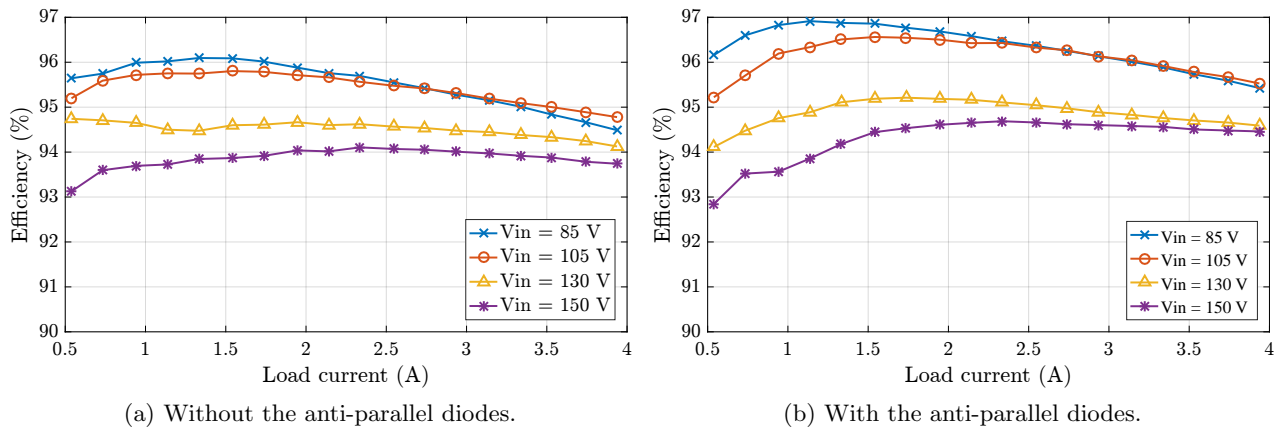 97
96
95
94
93
92
91
90
Efficiency (%)
Vin = 85 V
Vin = 105 V
Vin = 130 V
Vin = 150 V
0.5 1 1.5 2 2.5 3 3.5 4
Load current (A)
(a) Without the anti-parallel diodes.
97
96
95
94
93
92
91
90
Efficiency (%)
Vin = 85 V
Vin = 105 V
Vin = 130 V
Vin = 150 V
0.5 1 1.5 2 2.5 3 3.5 4
Load current (A)
(b) With the anti-parallel diodes.